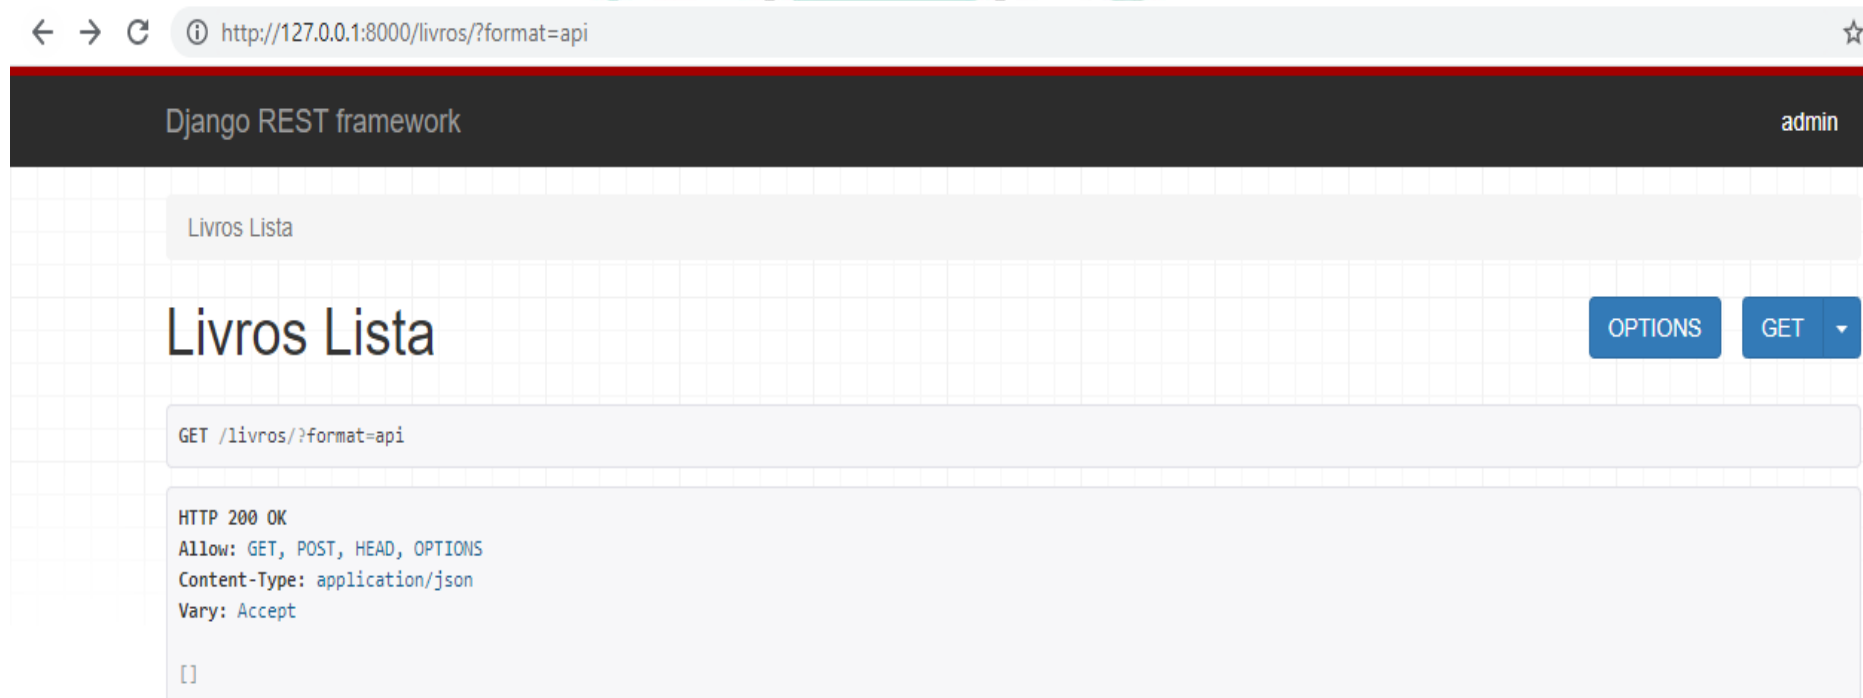 http://127.0.0.1:8000/livros/?format=api
Django REST framework
admin
Livros Lista
Livros Lista
OPTIONS
GET
GET /livros/?format=api
HTTP 200 OK
Allow: GET, POST, HEAD, OPTIONS
Content-Type: application/json
Vary: Accept
[]